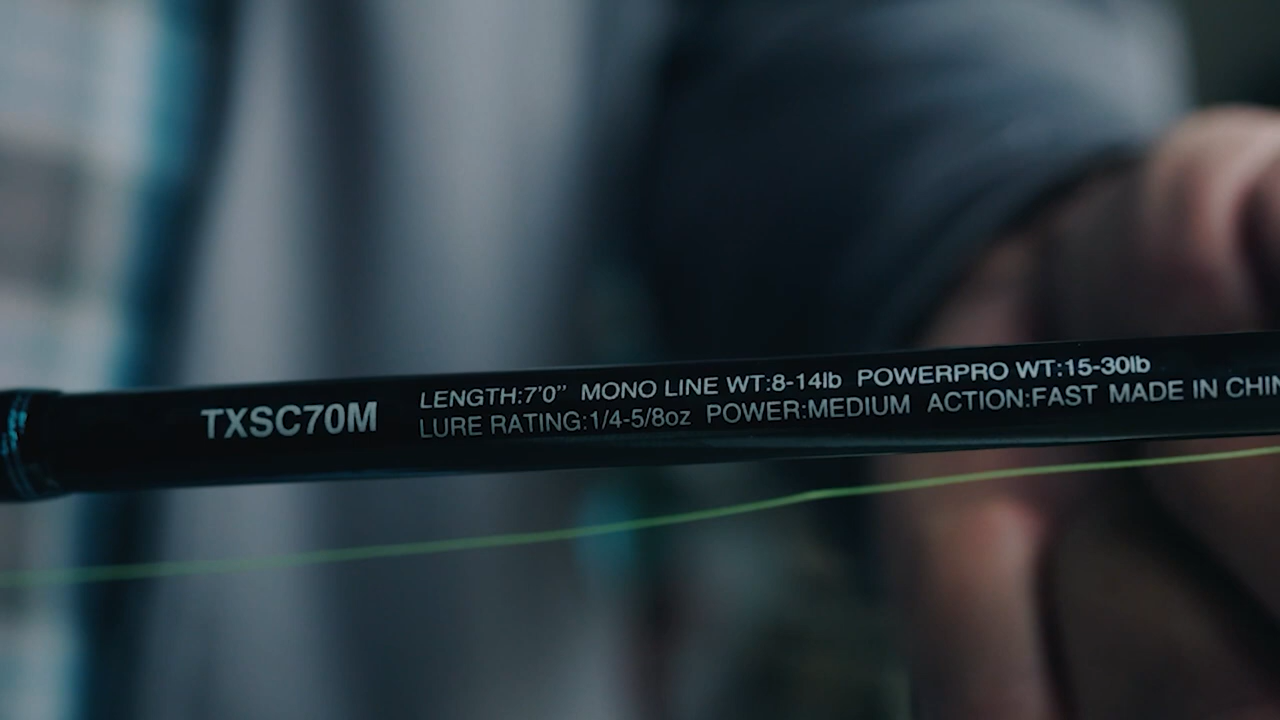 TXSC70M
LENGTH:7'0" MONO LINE WT:8-14lb POWERPRO WT:15-30lb
LURE RATING:1/4-5/8oz POWER:MEDIUM ACTION:FAST MADE IN CHIN